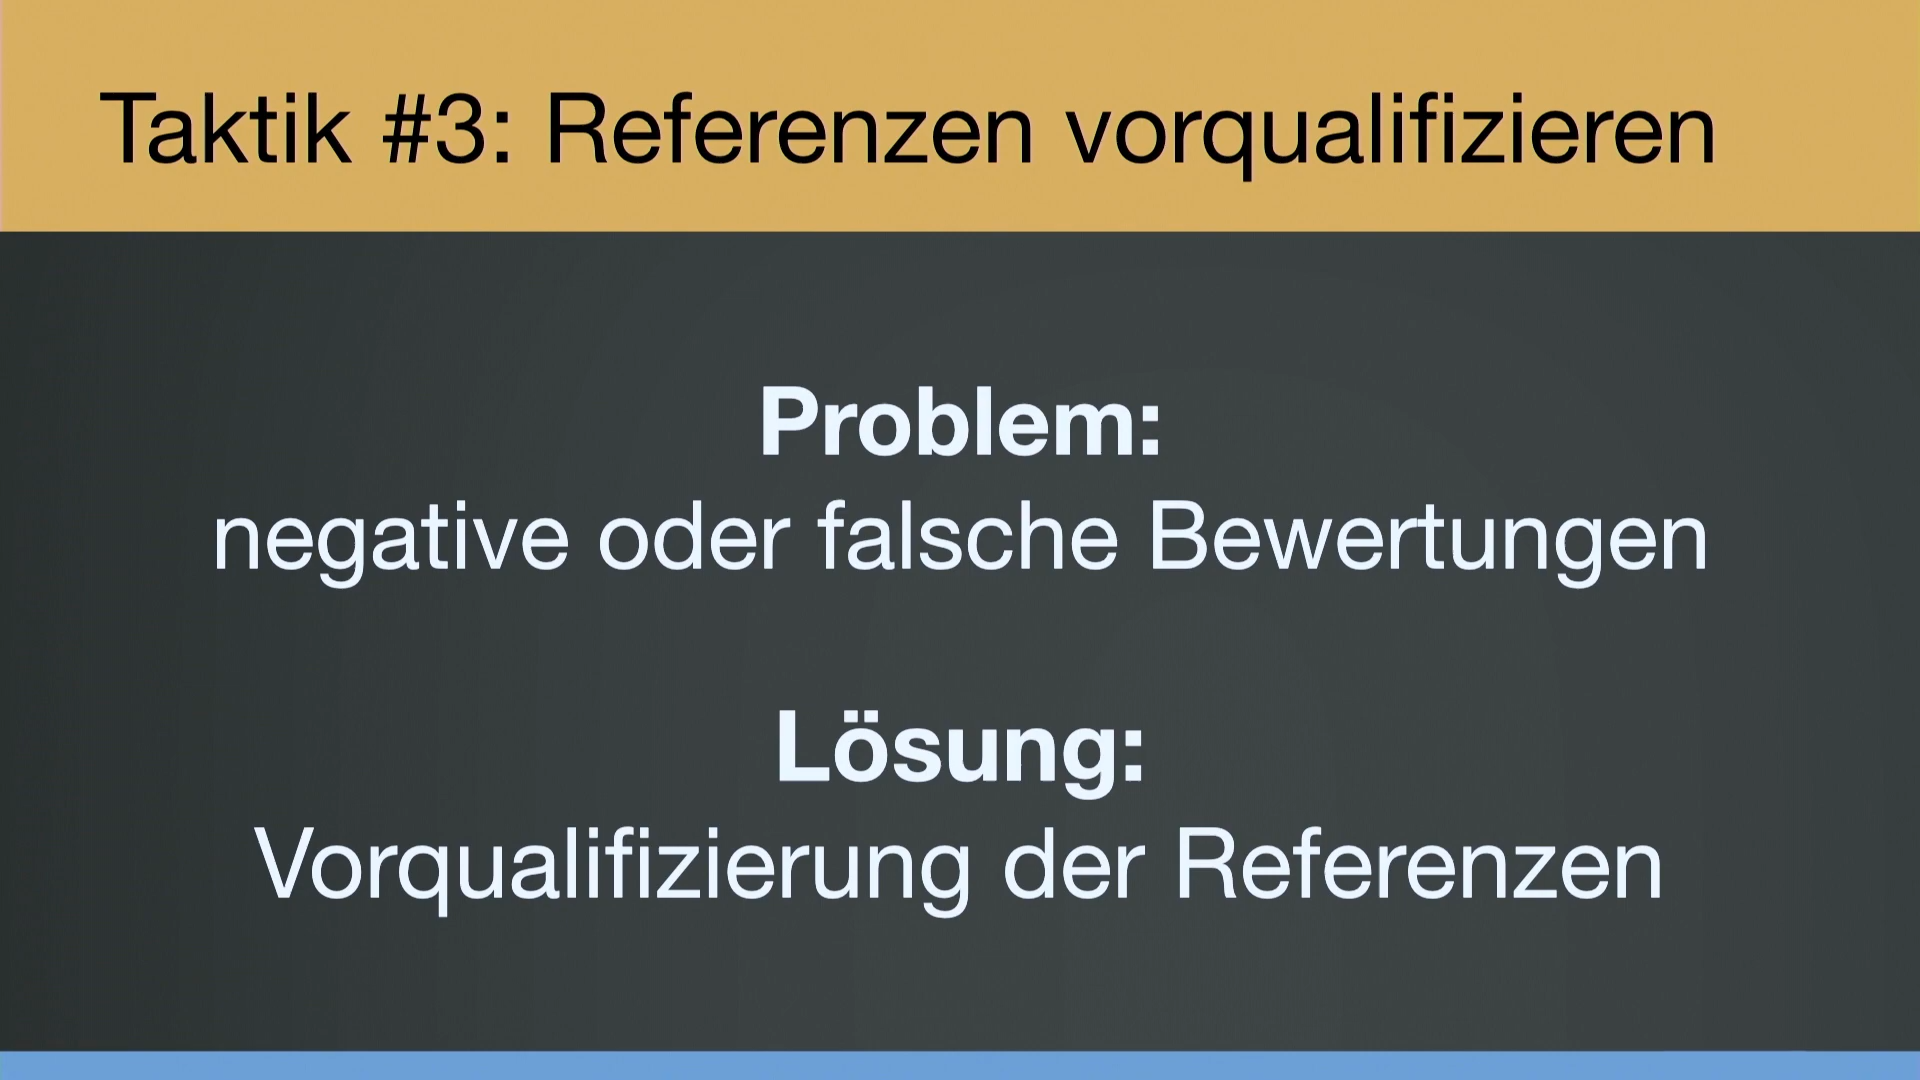 Taktik #3: Referenzen vorqualifizieren
Problem:
negative oder falsche Bewertungen
Lösung:
Vorqualifizierung der Referenzen